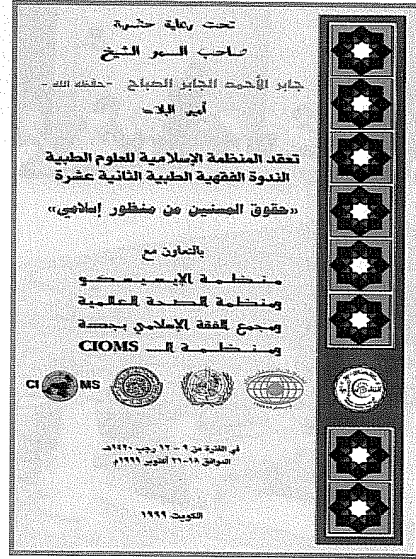 تحت رعاية حضرة
صاحب السمو الشيخ
جابر الأحمد الجابر الصباح - حفظه الله -
أمير البلاد
تعقد المنظمة الإسلامية للعلوم الطبية
الندوة الفقهية الطبية الثانية عشرة
«حقوق المسنين من منظور إسلامي»
بالتعاون مع
منظمة الإيسيسكو
ومنظمة الصحة العالمية
ومجمع الفقه الإسلامي بجدة
ومنظمة الـ CIOMS
CI MS
في الفترة من ٩ - ١٢ رجب ١٤٢٠هـ
الموافق ١٨-٢١ أكتوبر ١٩٩٩م
الكويت ١٩٩٩